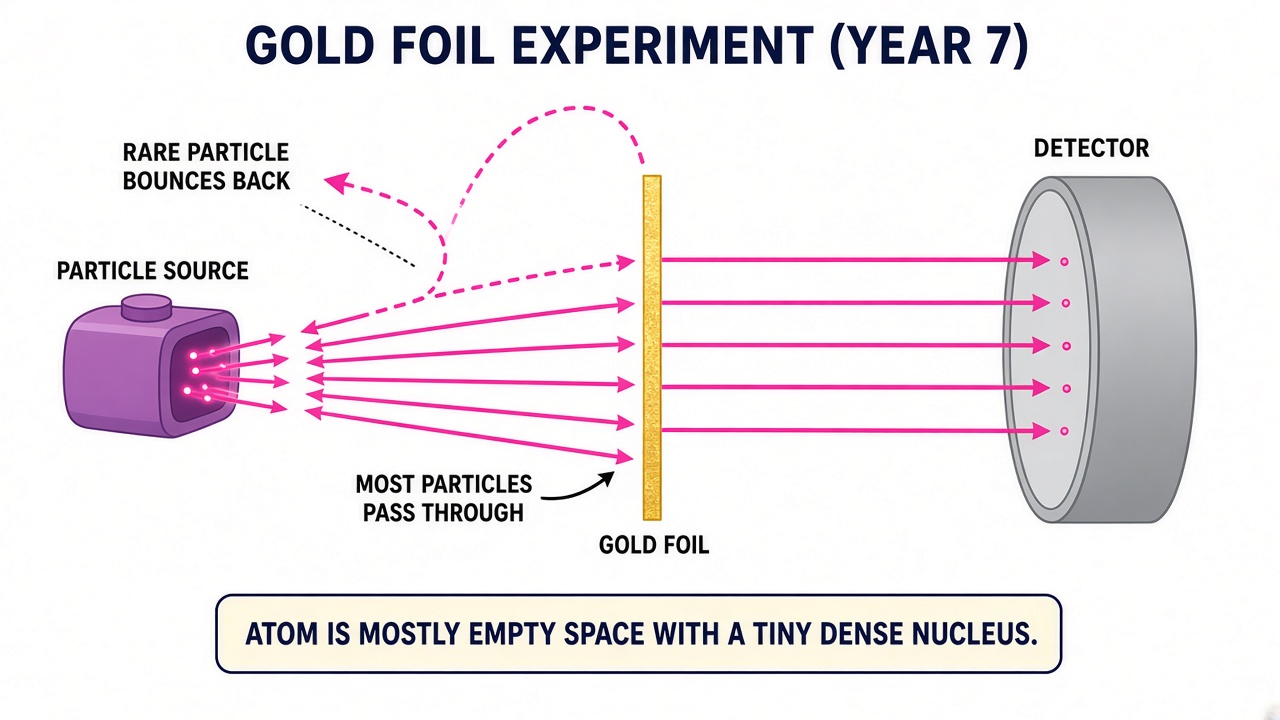 GOLD FOIL EXPERIMENT (YEAR 7)
RARE PARTICLE
BOUNCES BACK
DETECTOR
PARTICLE SOURCE
MOST PARTICLES
PASS THROUGH
GOLD FOIL
ATOM IS MOSTLY EMPTY SPACE WITH A TINY DENSE NUCLEUS.